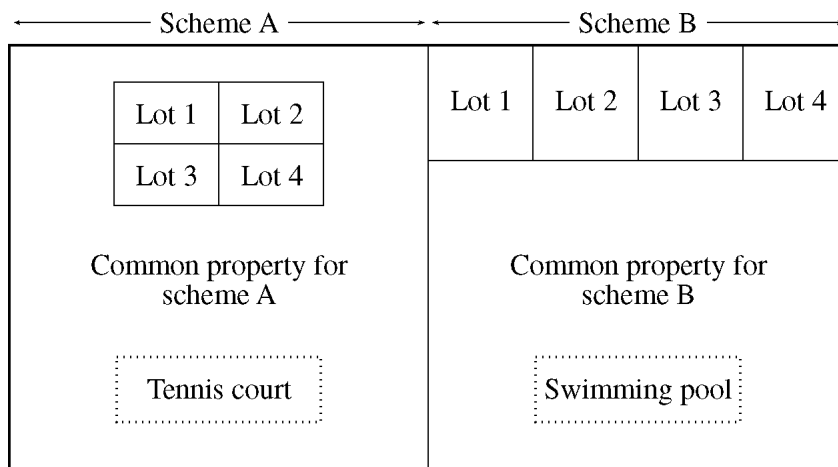 Scheme A
Scheme B
Lot 1
Lot 2
Lot 3
Lot 4
Lot 1
Lot 2
Lot 3
Lot 4
Common property for
scheme A
Common property for
scheme B
Tennis court
Swimming pool